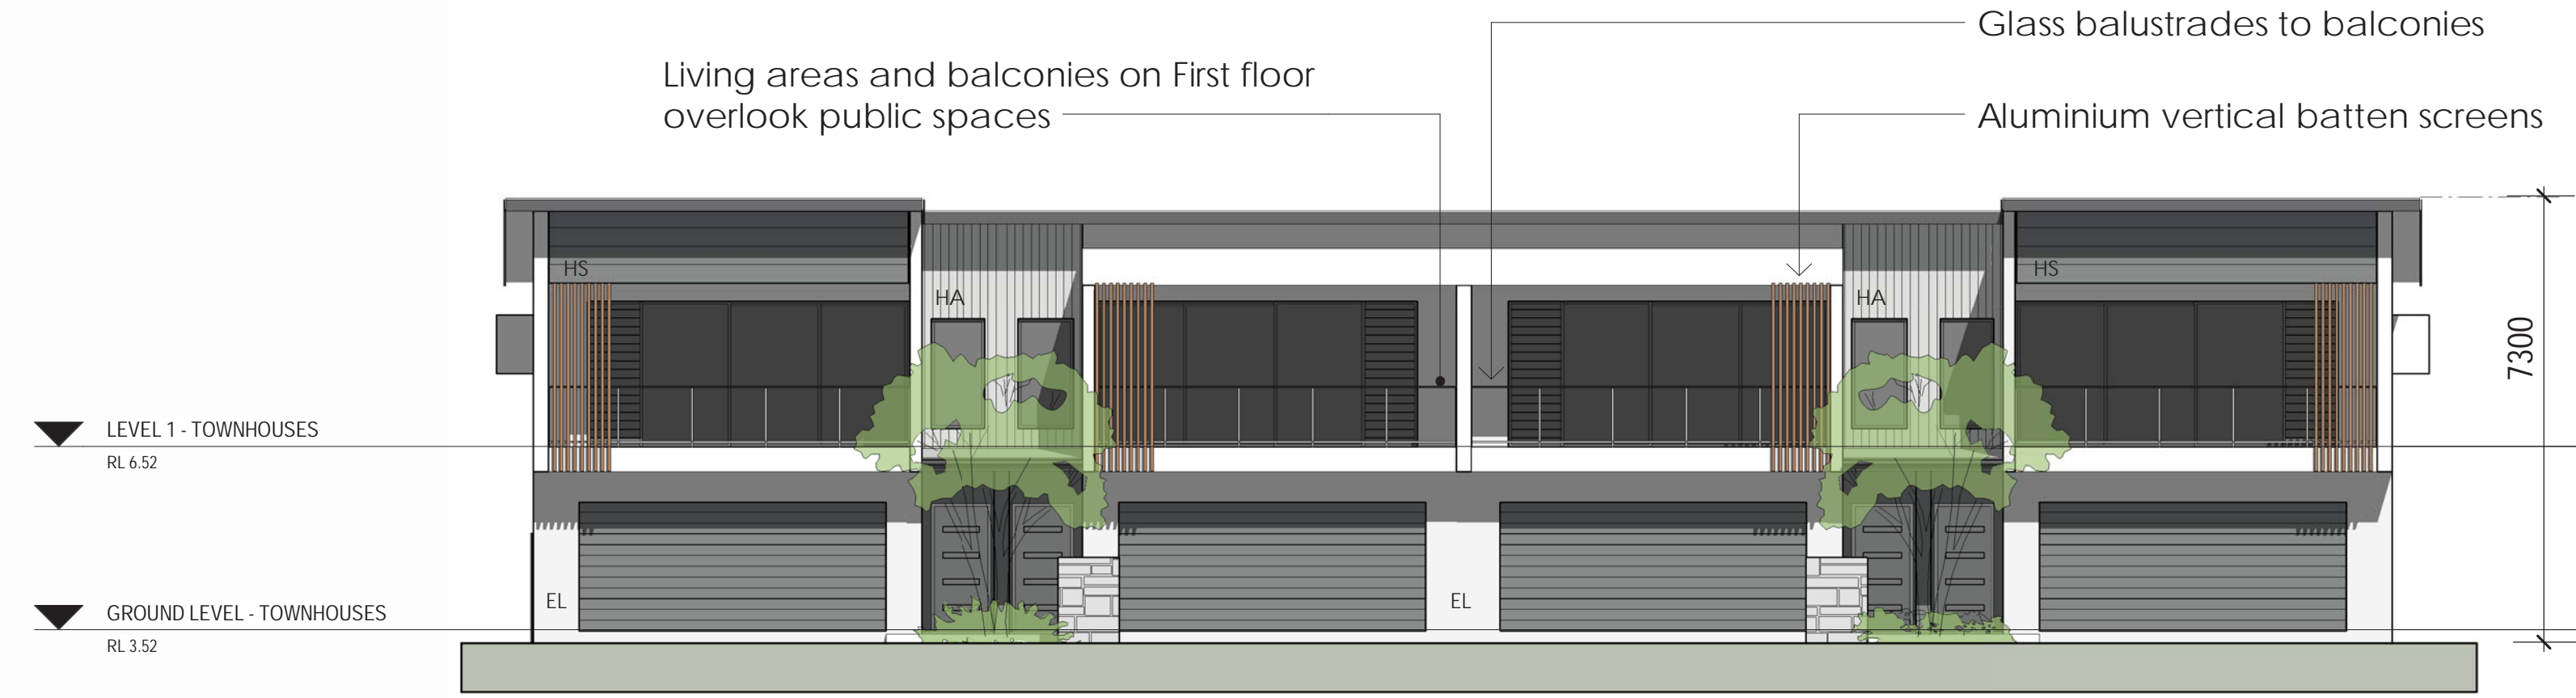 Glass balustrades to balconies
Living areas and balconies on First floor
overlook public spaces
Aluminium vertical batten screens
HS
HS
HA
HA
7300
LEVEL 1 - TOWNHOUSES
RL 6.52
EL
EL
GROUND LEVEL - TOWNHOUSES
RL 3.52